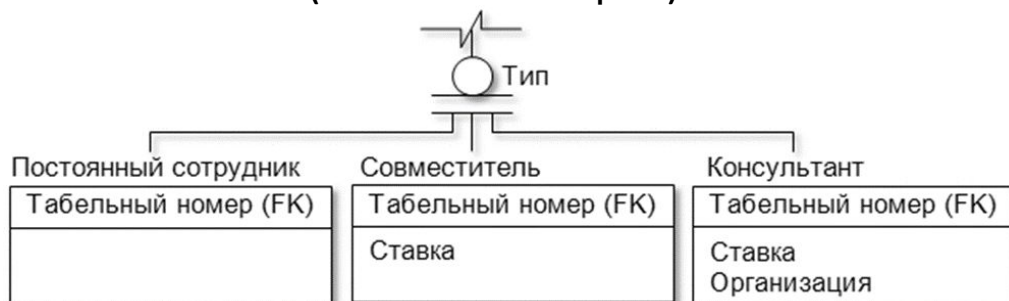 Тип
Постоянный сотрудник
Совместитель
Консультант
Табельный номер (FK)
Табельный номер (FK)
Табельный номер (FK)
Ставка
Ставка
Организация